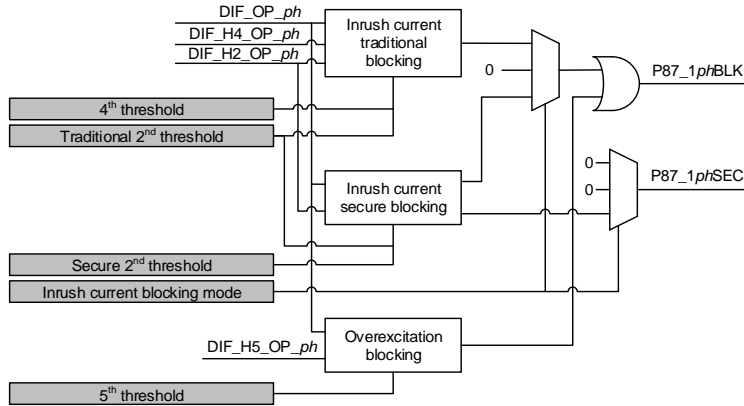 DIF_OP_ph
DIF_H4_OP_ph
DIF_H2_OP_ph
Inrush current
traditional
blocking
0
P87_1phBLK
4th threshold
Traditional 2nd threshold
0
0
P87_1phSEC
Inrush current
secure blocking
Secure 2nd threshold
Inrush current blocking mode
DIF_H5_OP_ph
Overexcitation
blocking
5th threshold